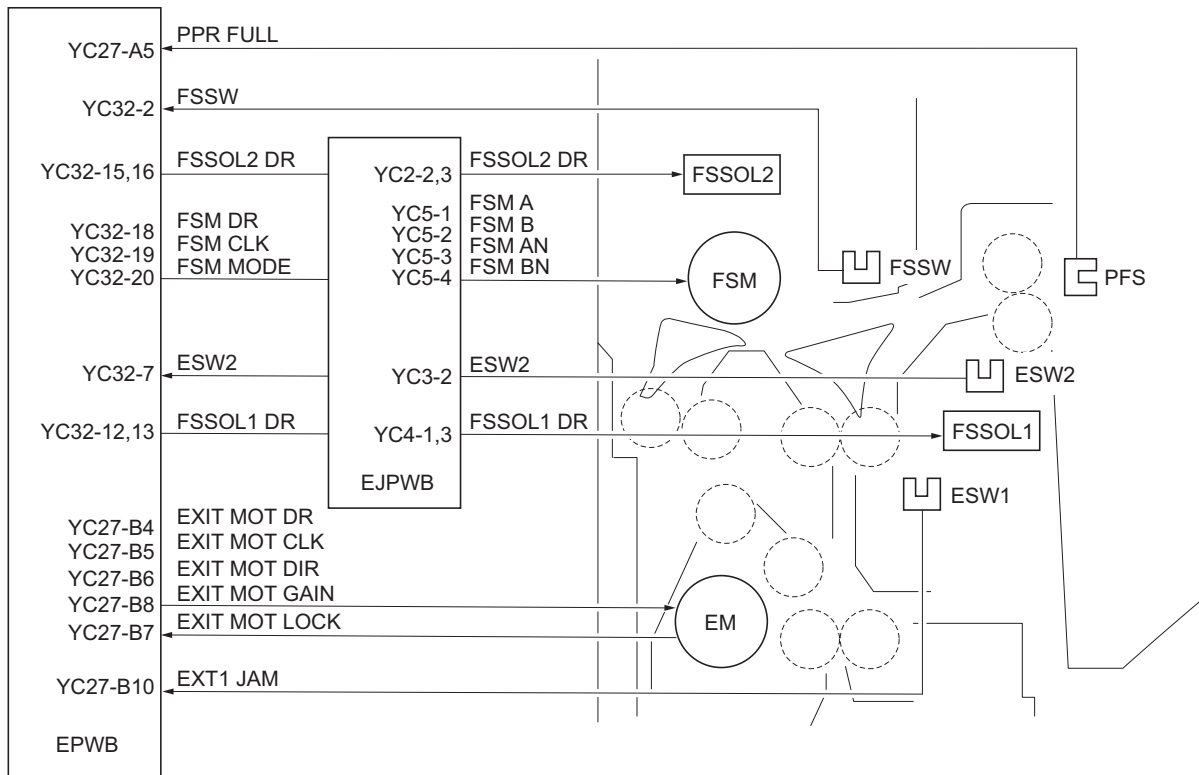 YC27-A5 PPR FULL
YC32-2 FSSW
YC32-15,16 FSSOL2 DR YC2-2,3 FSSOL2 DR FSSOL2
YC5-1 FSM A
YC32-18 FSM DR YC5-2 FSM B
YC32-19 FSM CLK YC5-3 FSM AN
YC32-20 FSM MODE YC5-4 FSM BN FSM FSSW PFS
YC32-7 ESW2 YC3-2 ESW2 ESW2
YC32-12,13 FSSOL1 DR YC4-1,3 FSSOL1 DR FSSOL1
EJPWB ESW1
YC27-B4 EXIT MOT DR
YC27-B5 EXIT MOT CLK
YC27-B6 EXIT MOT DIR
YC27-B8 EXIT MOT GAIN
YC27-B7 EXIT MOT LOCK EM
YC27-B10 EXT1 JAM
EPWB